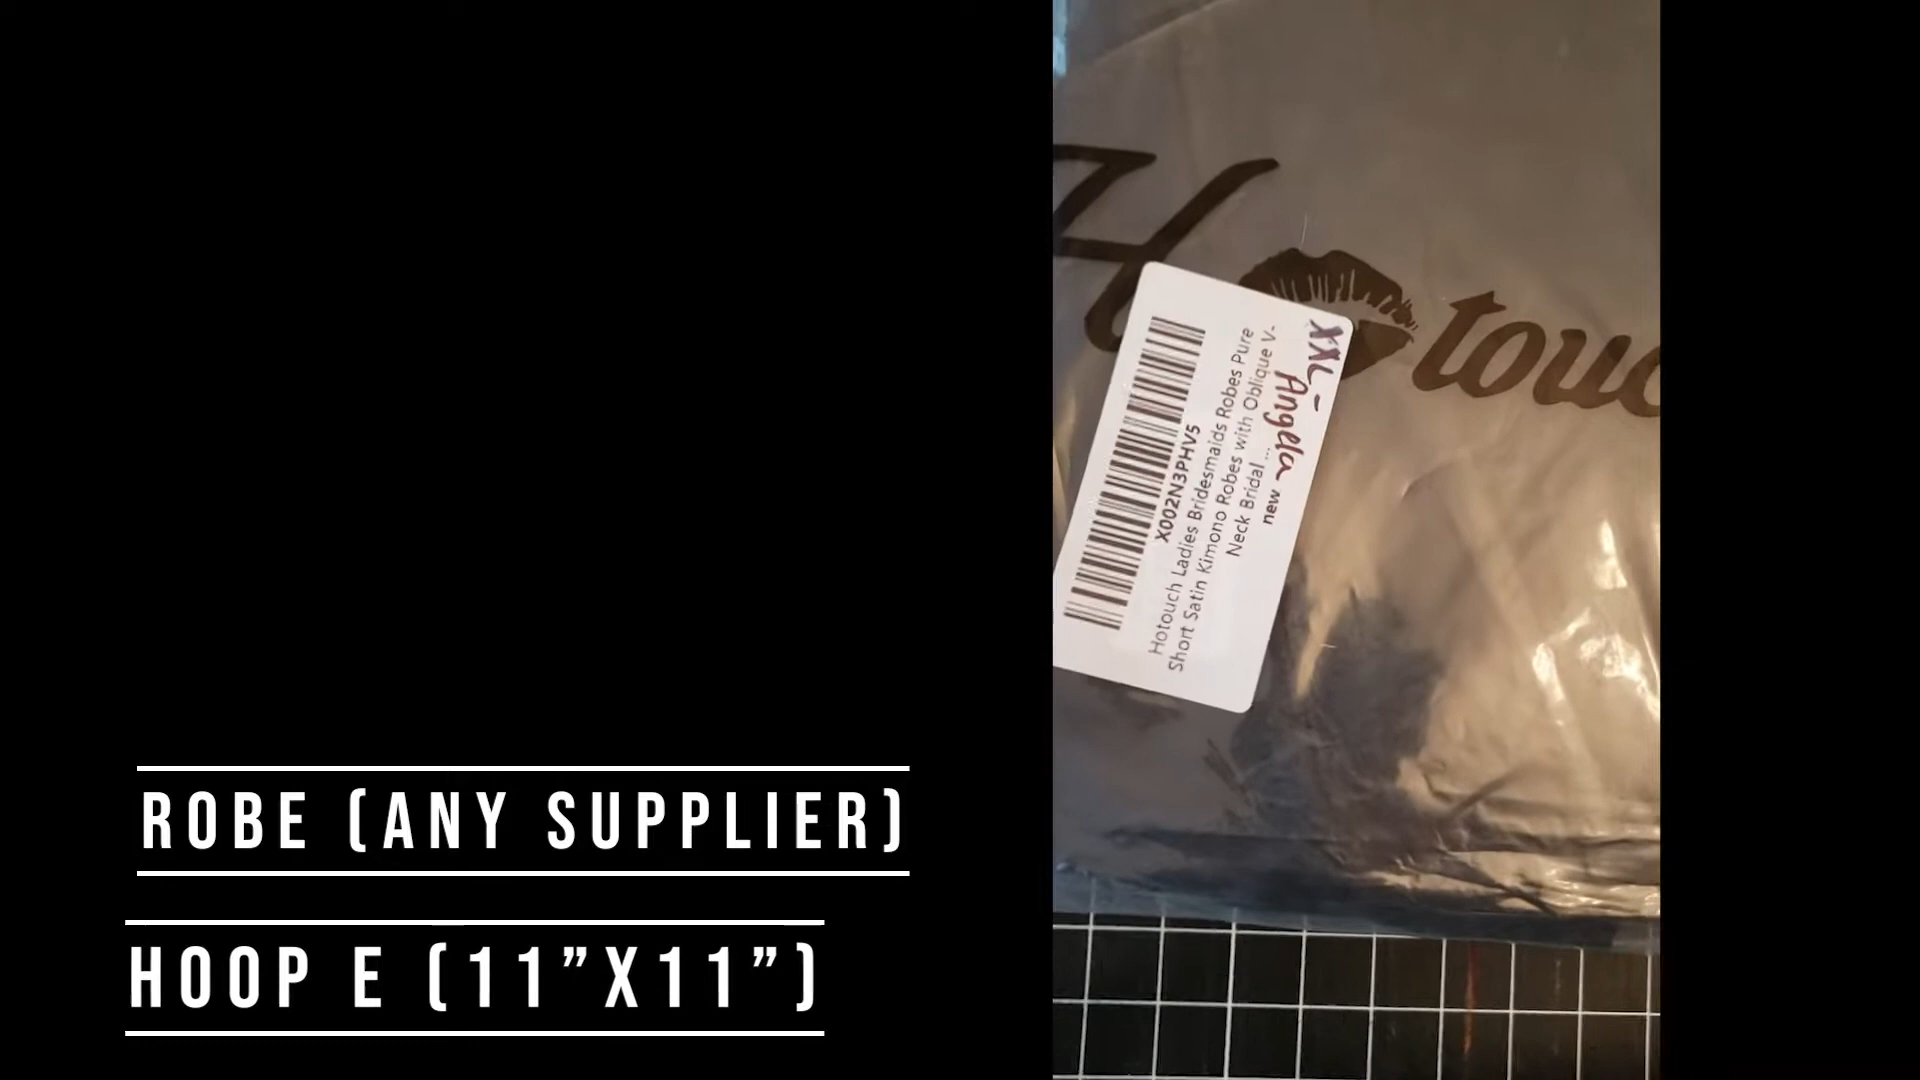 ROBE (ANY SUPPLIER)
HOOP E (11”X11”)
Hotouc
XXL - Angela
X002N3PHV5
Hotouch Ladies Bridesmaids Robes Pure
Short Satin Kimono Robes with Oblique V-
Neck Bridal ...
new